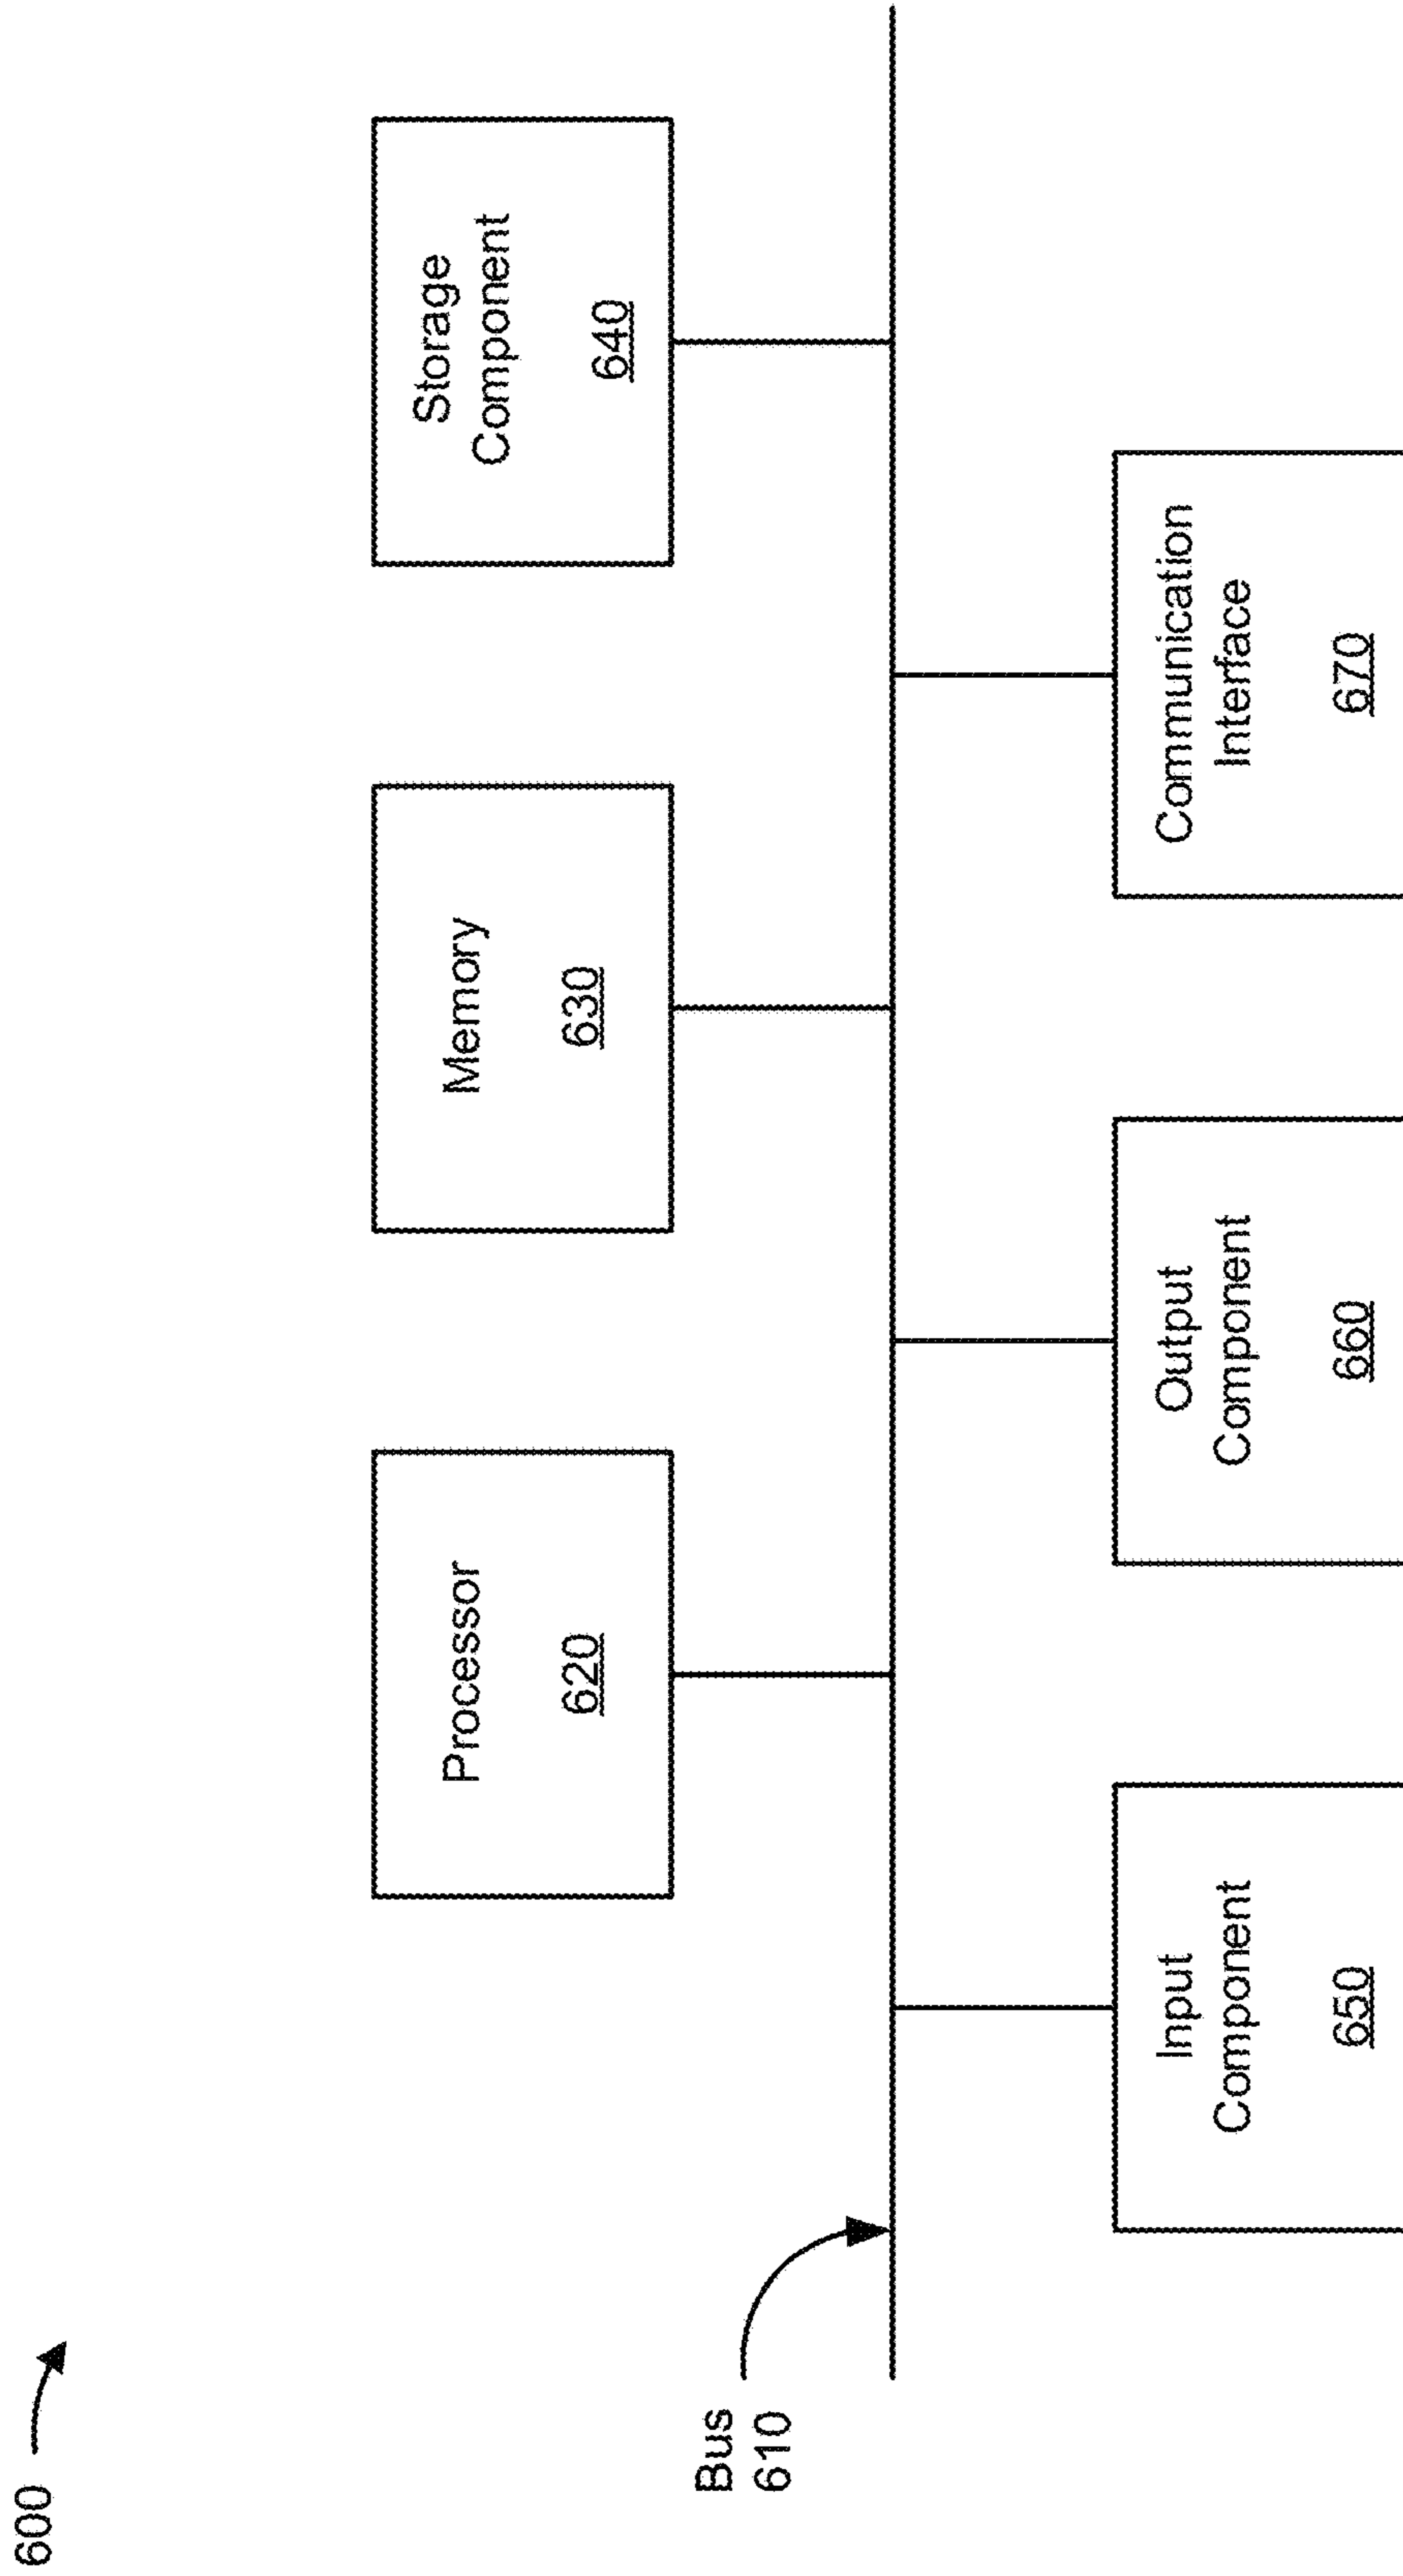 600
Bus
610
Processor
620
Memory
630
Storage
Component
640
Input
Component
650
Output
Component
660
Communication
Interface
670